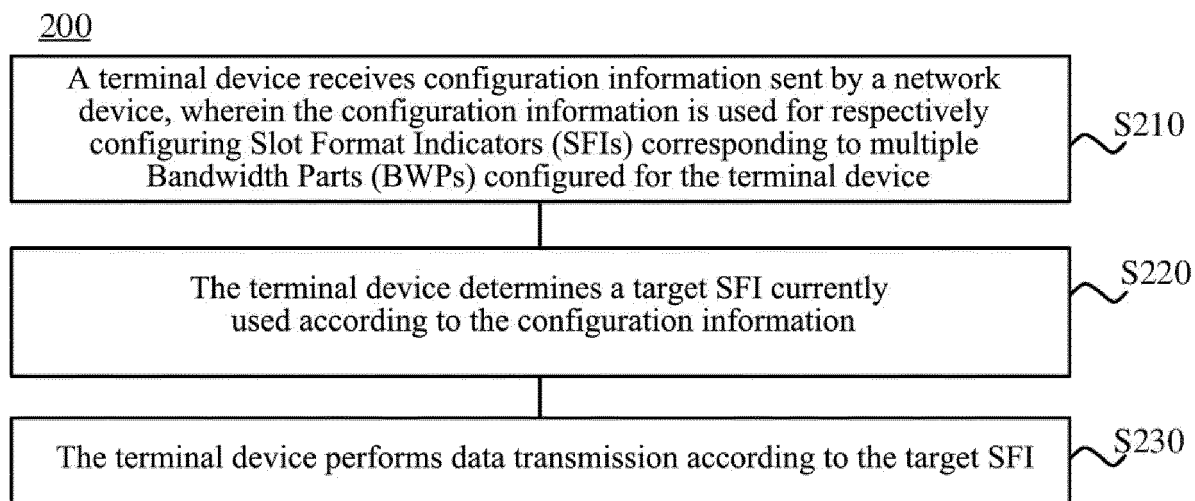 200
A terminal device receives configuration information sent by a network
device, wherein the configuration information is used for respectively
configuring Slot Format Indicators (SFIs) corresponding to multiple
Bandwidth Parts (BWPs) configured for the terminal device
S210
The terminal device determines a target SFI currently
used according to the configuration information
S220
The terminal device performs data transmission according to the target SFI
S230